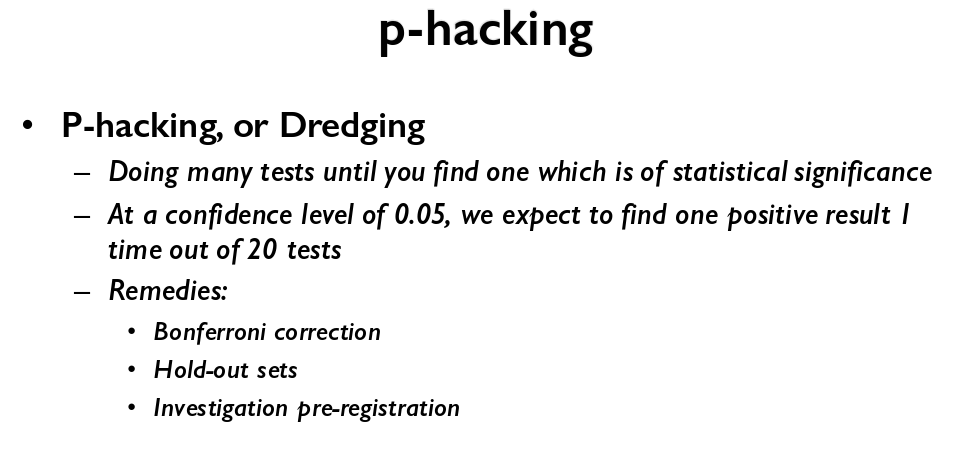 p-hacking
• P-hacking, or Dredging
– Doing many tests until you find one which is of statistical significance
– At a confidence level of 0.05, we expect to find one positive result 1
time out of 20 tests
– Remedies:
• Bonferroni correction
• Hold-out sets
• Investigation pre-registration